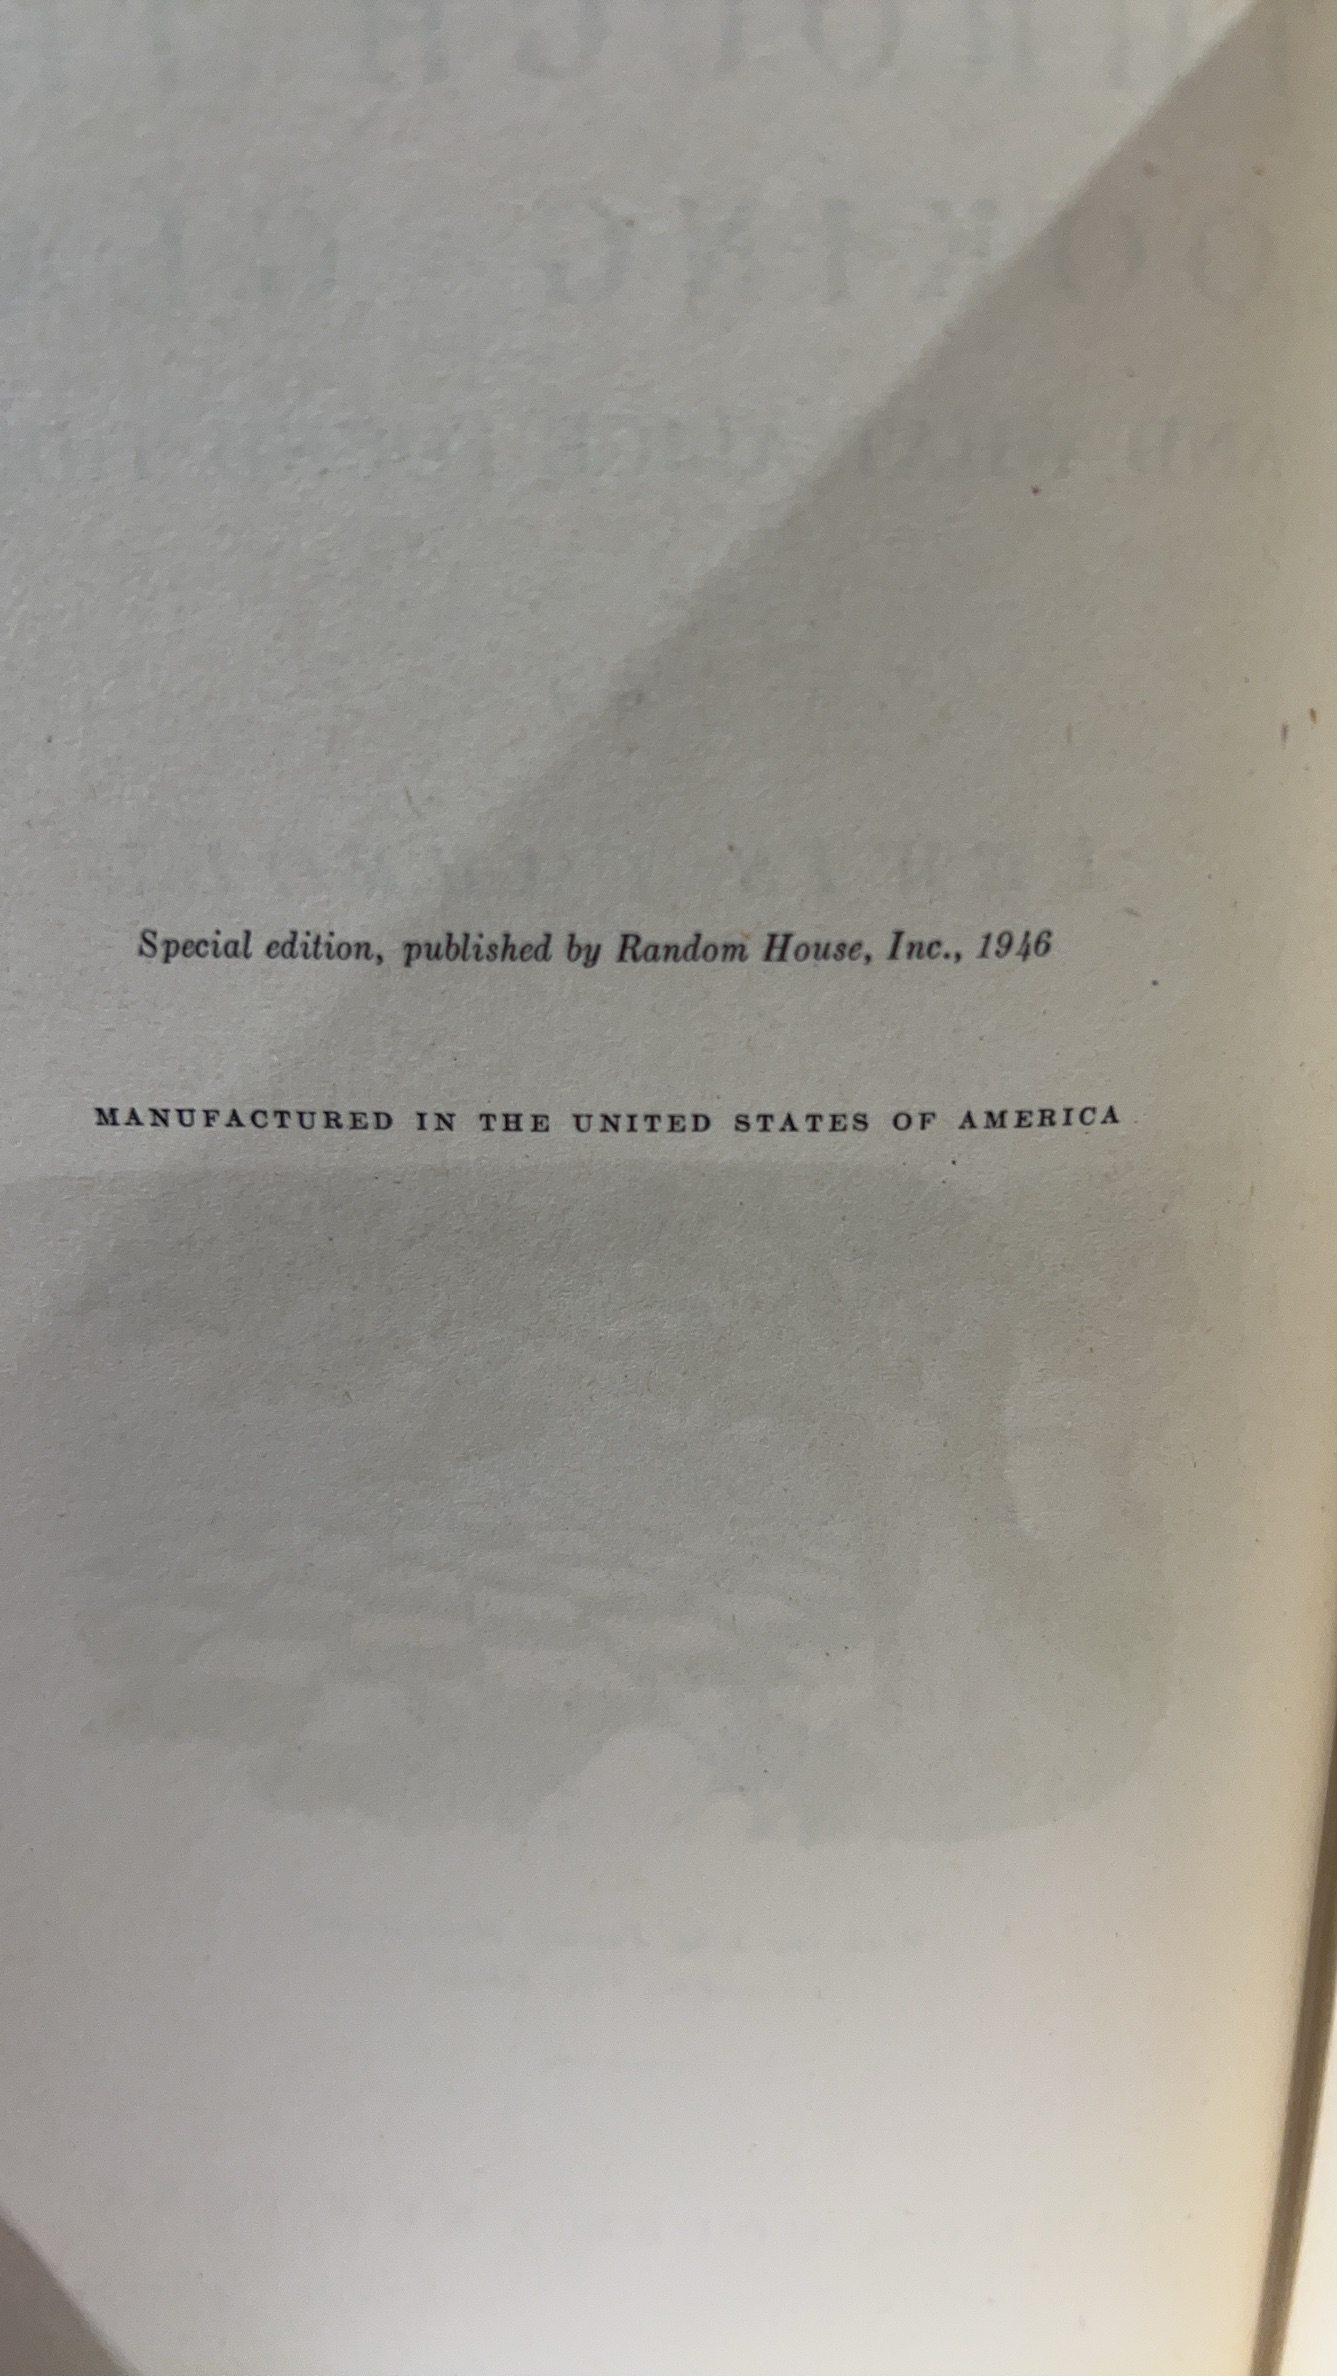 Special edition, published by Random House, Inc., 1946
MANUFACTURED IN THE UNITED STATES OF AMERICA